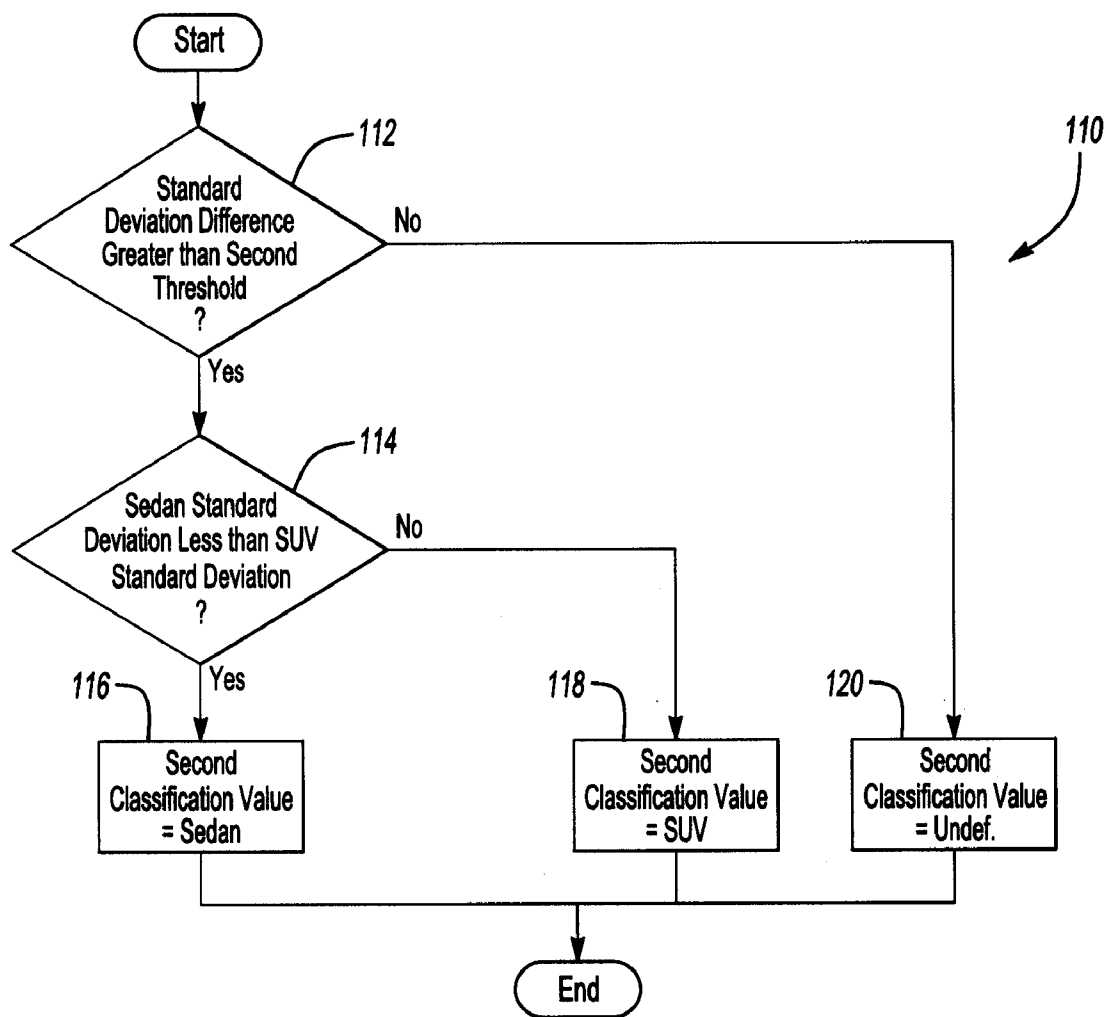 Start
112
110
Standard
Deviation Difference
Greater than Second
Threshold
?
No
Yes
114
Sedan Standard
Deviation Less than SUV
Standard Deviation
?
No
Yes
116
118
120
Second
Classification Value
= Sedan
Second
Classification Value
= SUV
Second
Classification Value
= Undef.
End